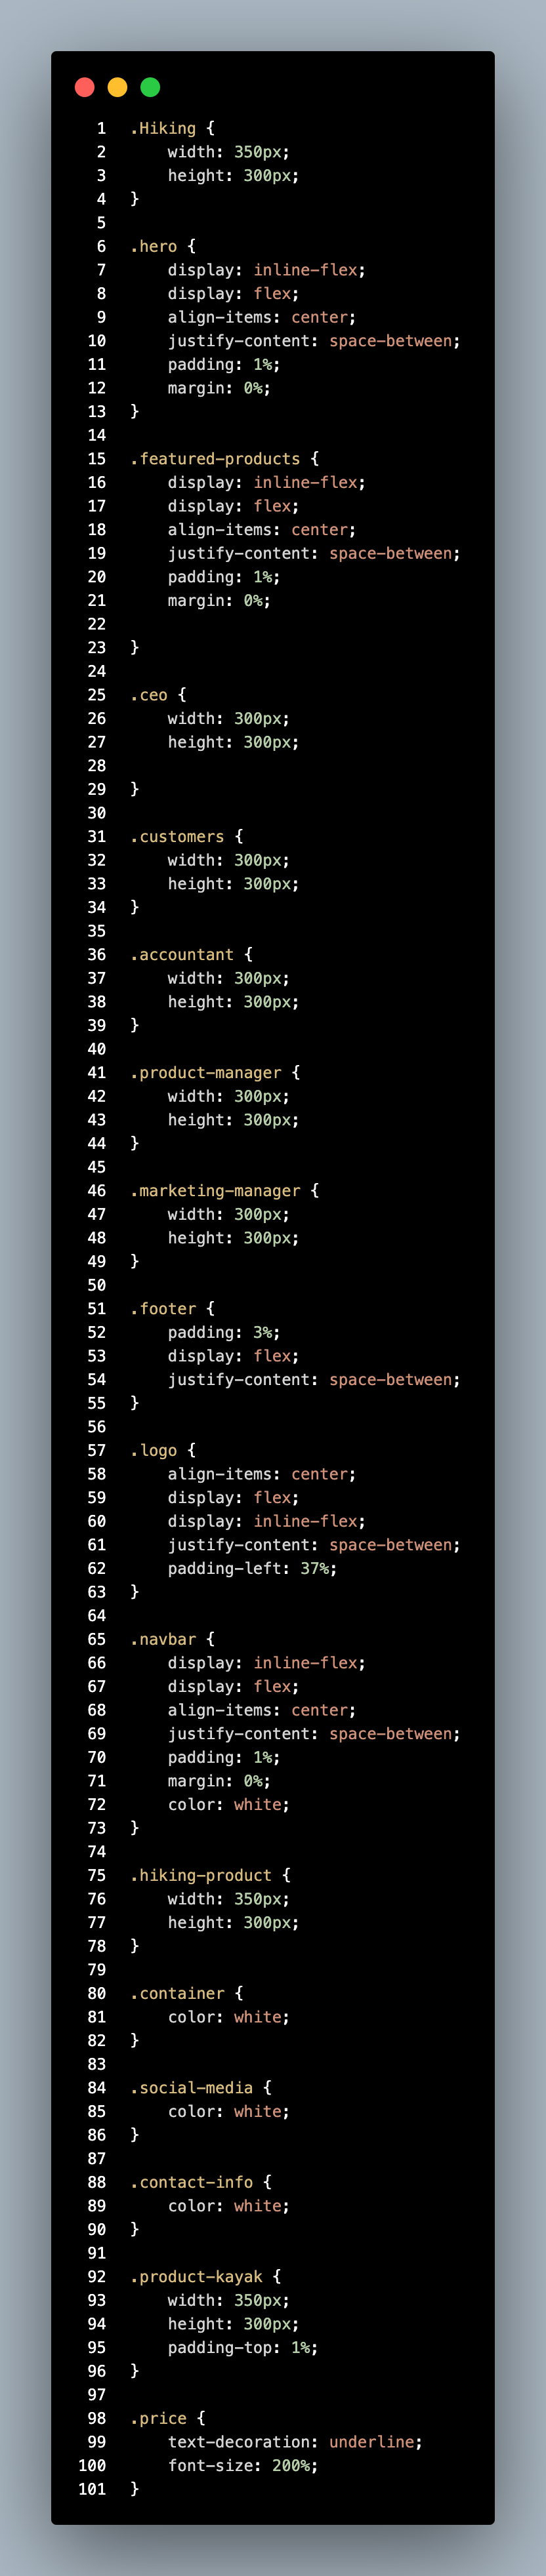 1 .Hiking {
2     width: 350px;
3     height: 300px;
4 }
5
6 .hero {
7     display: inline-flex;
8     display: flex;
9     align-items: center;
10     justify-content: space-between;
11     padding: 1%;
12     margin: 0%;
13 }
14
15 .featured-products {
16     display: inline-flex;
17     display: flex;
18     align-items: center;
19     justify-content: space-between;
20     padding: 1%;
21     margin: 0%;
22
23 }
24
25 .ceo {
26     width: 300px;
27     height: 300px;
28
29 }
30
31 .customers {
32     width: 300px;
33     height: 300px;
34 }
35
36 .accountant {
37     width: 300px;
38     height: 300px;
39 }
40
41 .product-manager {
42     width: 300px;
43     height: 300px;
44 }
45
46 .marketing-manager {
47     width: 300px;
48     height: 300px;
49 }
50
51 .footer {
52     padding: 3%;
53     display: flex;
54     justify-content: space-between;
55 }
56
57 .logo {
58     align-items: center;
59     display: flex;
60     display: inline-flex;
61     justify-content: space-between;
62     padding-left: 37%;
63 }
64
65 .navbar {
66     display: inline-flex;
67     display: flex;
68     align-items: center;
69     justify-content: space-between;
70     padding: 1%;
71     margin: 0%;
72     color: white;
73 }
74
75 .hiking-product {
76     width: 350px;
77     height: 300px;
78 }
79
80 .container {
81     color: white;
82 }
83
84 .social-media {
85     color: white;
86 }
87
88 .contact-info {
89     color: white;
90 }
91
92 .product-kayak {
93     width: 350px;
94     height: 300px;
95     padding-top: 1%;
96 }
97
98 .price {
99     text-decoration: underline;
100     font-size: 200%;
101 }